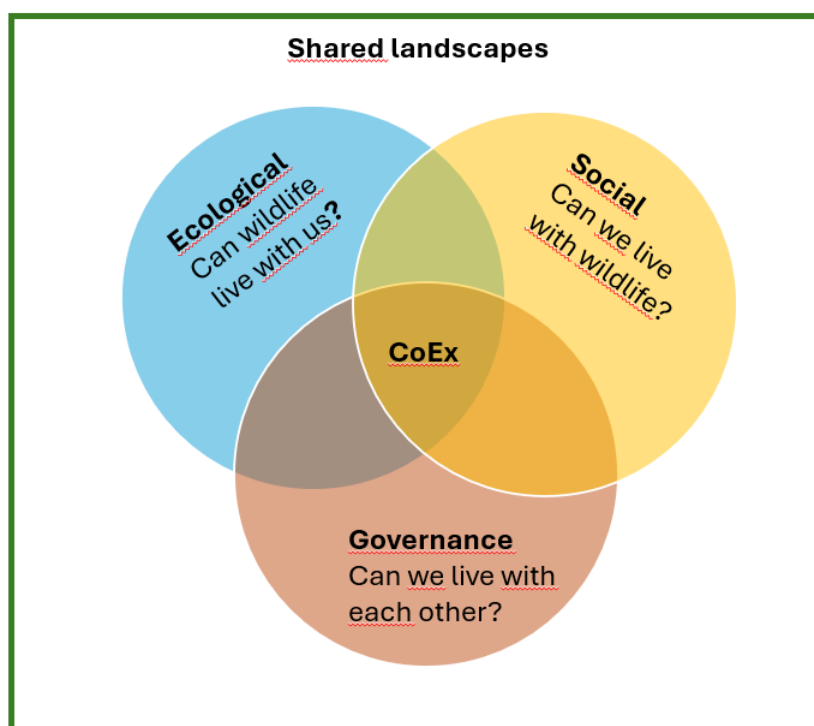 Shared landscapes
Ecological
Can wildlife
live with us?
Social
Can we live
with wildlife?
CoEx
Governance
Can we live with
each other?